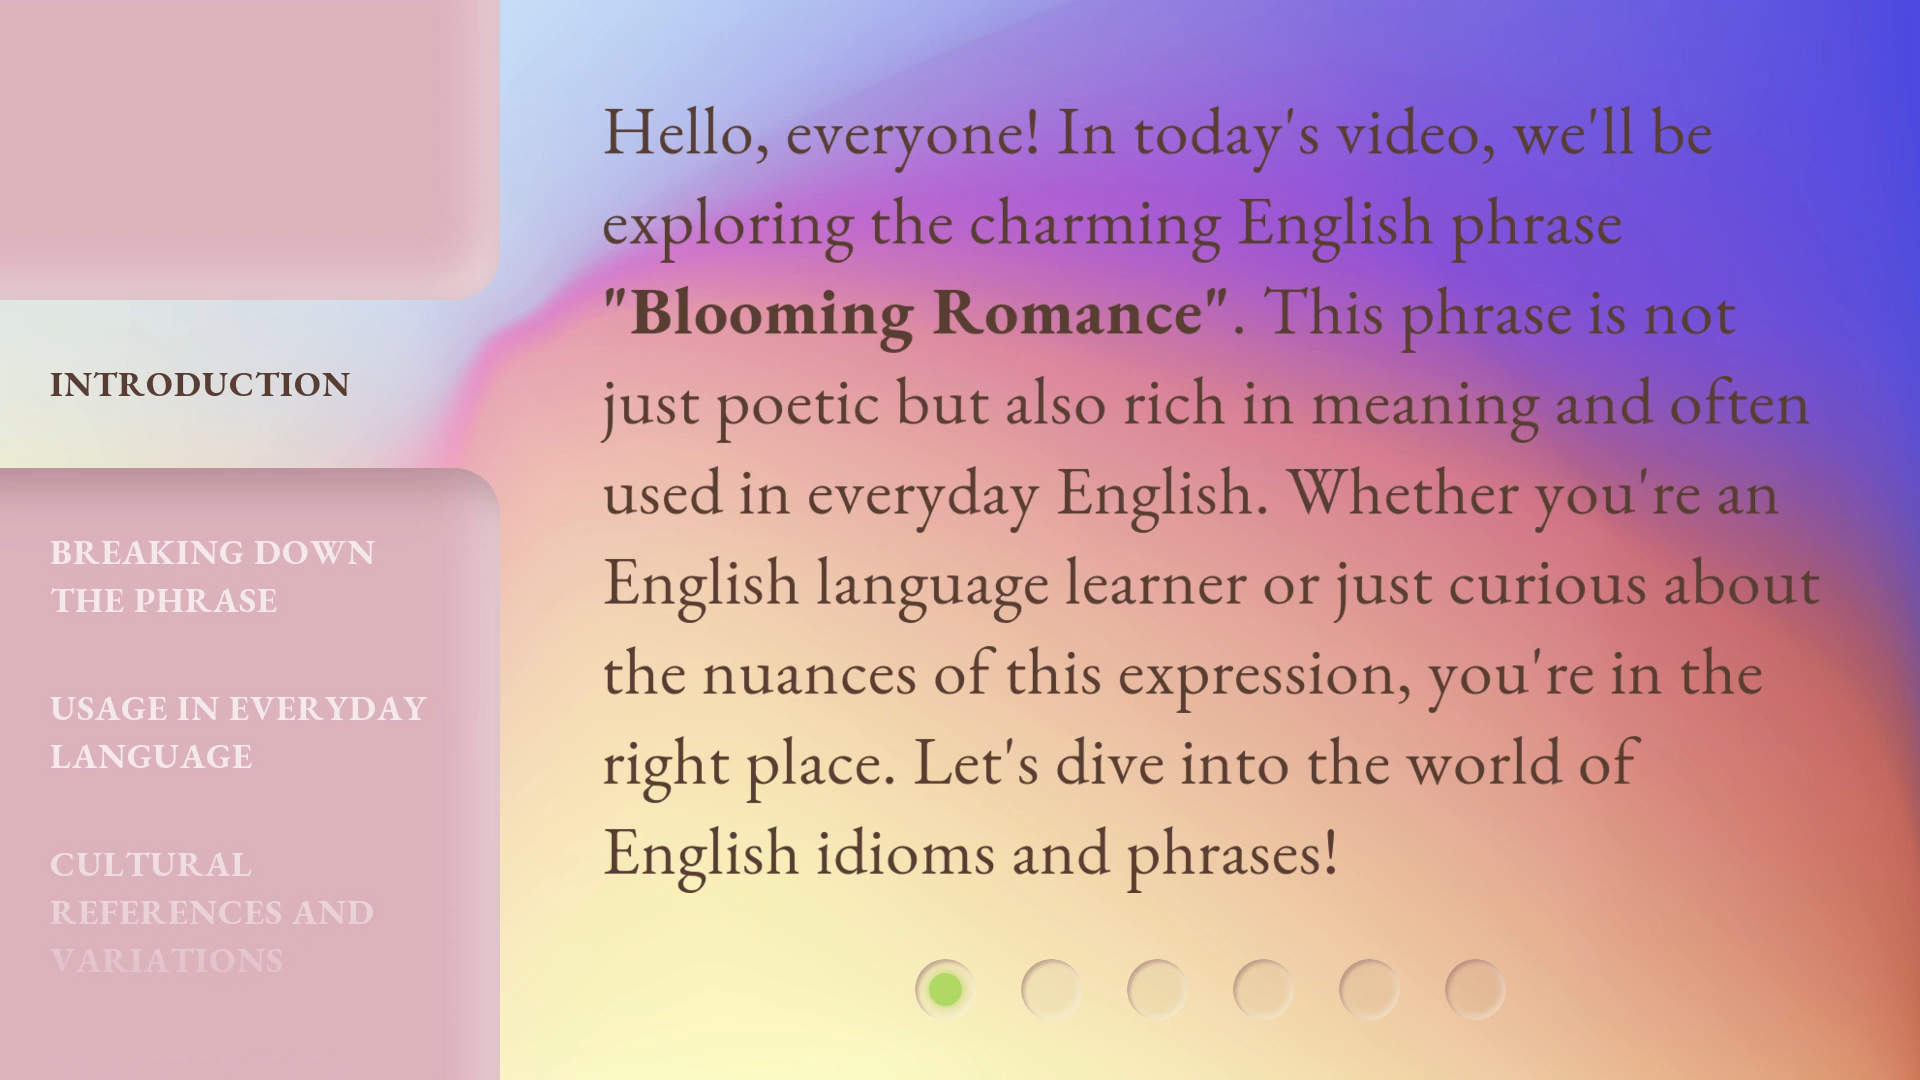 INTRODUCTION
BREAKING DOWN
THE PHRASE
USAGE IN EVERYDAY
LANGUAGE
CULTURAL
REFERENCES AND
VARIATIONS
Hello, everyone! In today's video, we'll be
exploring the charming English phrase
"Blooming Romance". This phrase is not
just poetic but also rich in meaning and often
used in everyday English. Whether you're an
English language learner or just curious about
the nuances of this expression, you're in the
right place. Let's dive into the world of
English idioms and phrases!